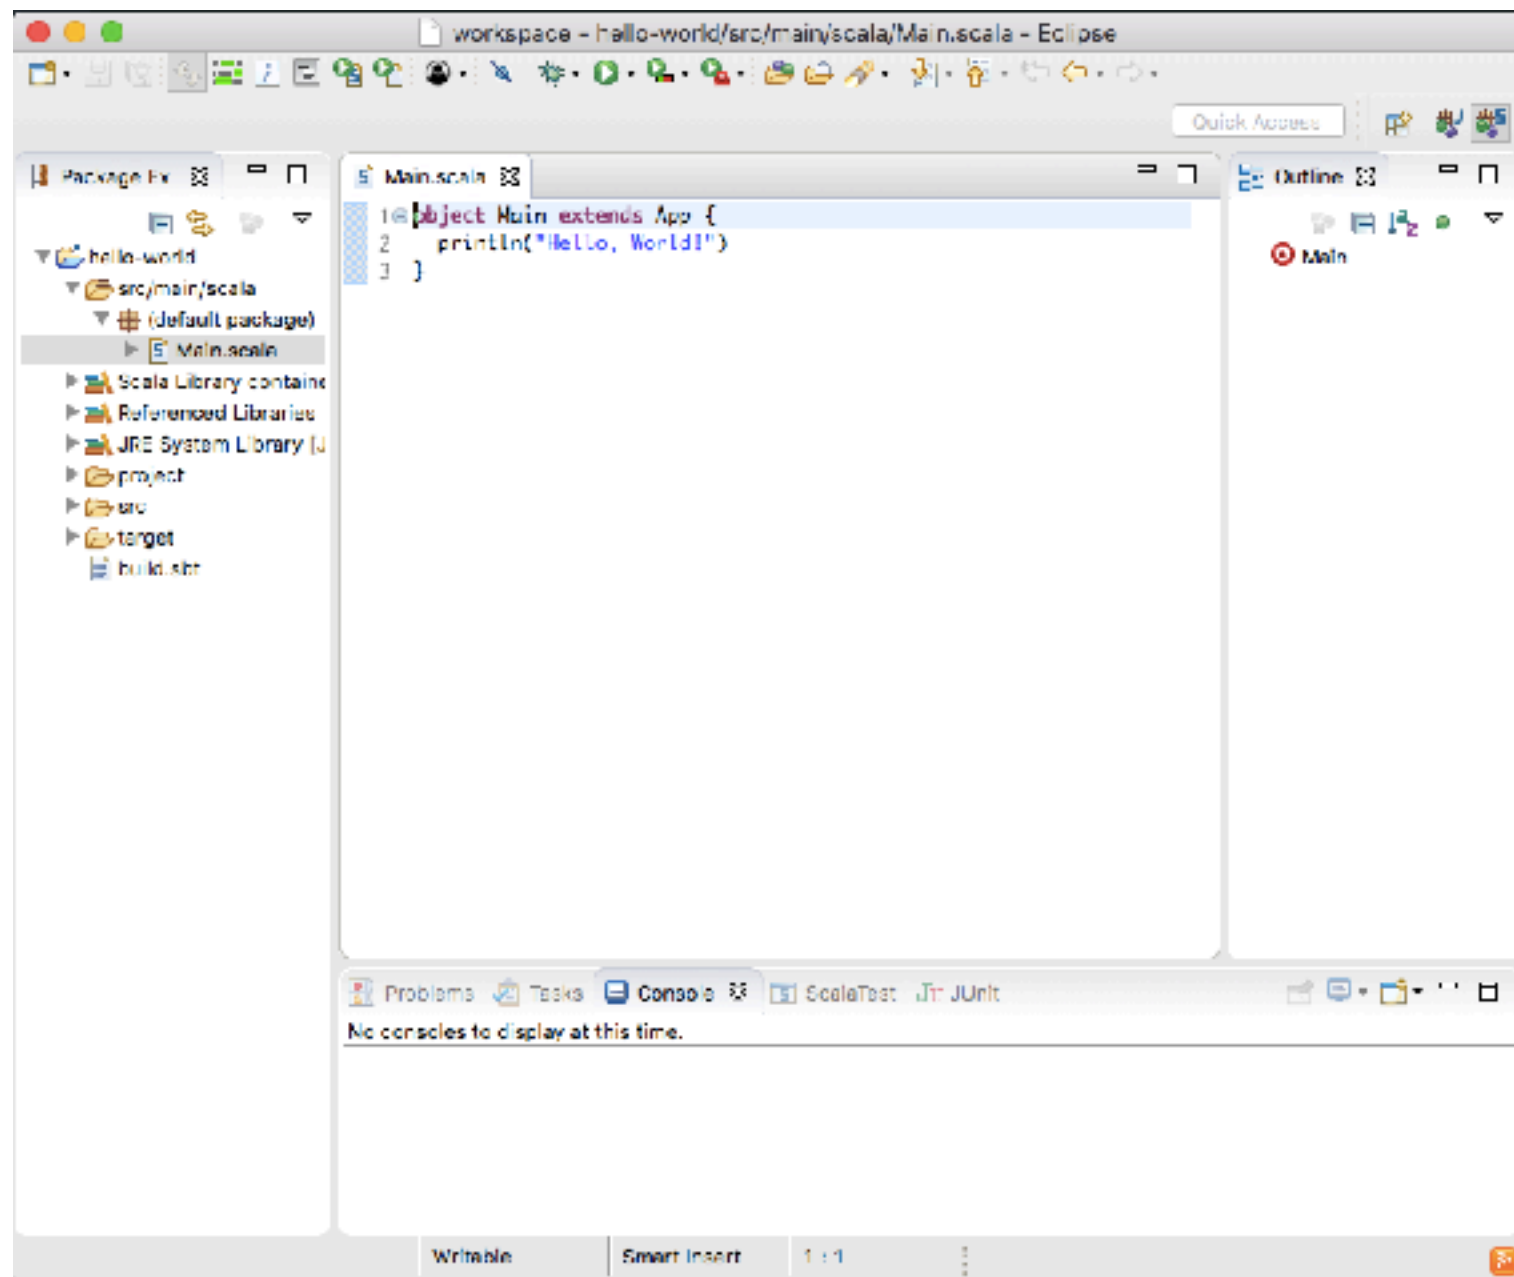 workspace – hello-world/src/main/scala/Main.scala – Eclipse
Quick Access
Package Ex
hello-world
src/main/scala
(default package)
Main.scala
Scala Library containe
Referenced Libraries
JRE System Library [J
project
src
target
build.sbt
Main.scala
1 object Main extends App {
2 println("Hello, World!")
3 }
Outline
Main
Problems Tasks Console ScalaTest JUnit
No consoles to display at this time.
Writable Smart Insert 1 : 1